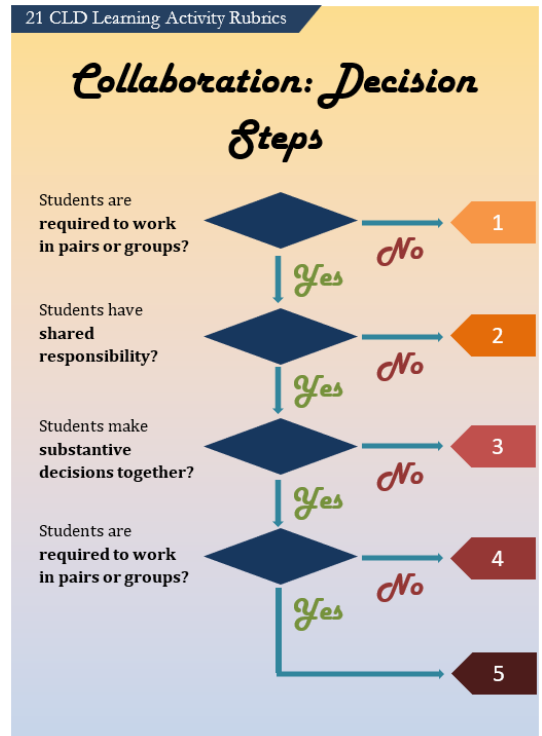 21 CLD Learning Activity Rubrics
Collaboration: Decision
Steps
Students are
required to work
in pairs or groups?
No
1
Yes
Students have
shared
responsibility?
No
2
Yes
Students make
substantive
decisions together?
No
3
Yes
Students are
required to work
in pairs or groups?
No
4
Yes
5